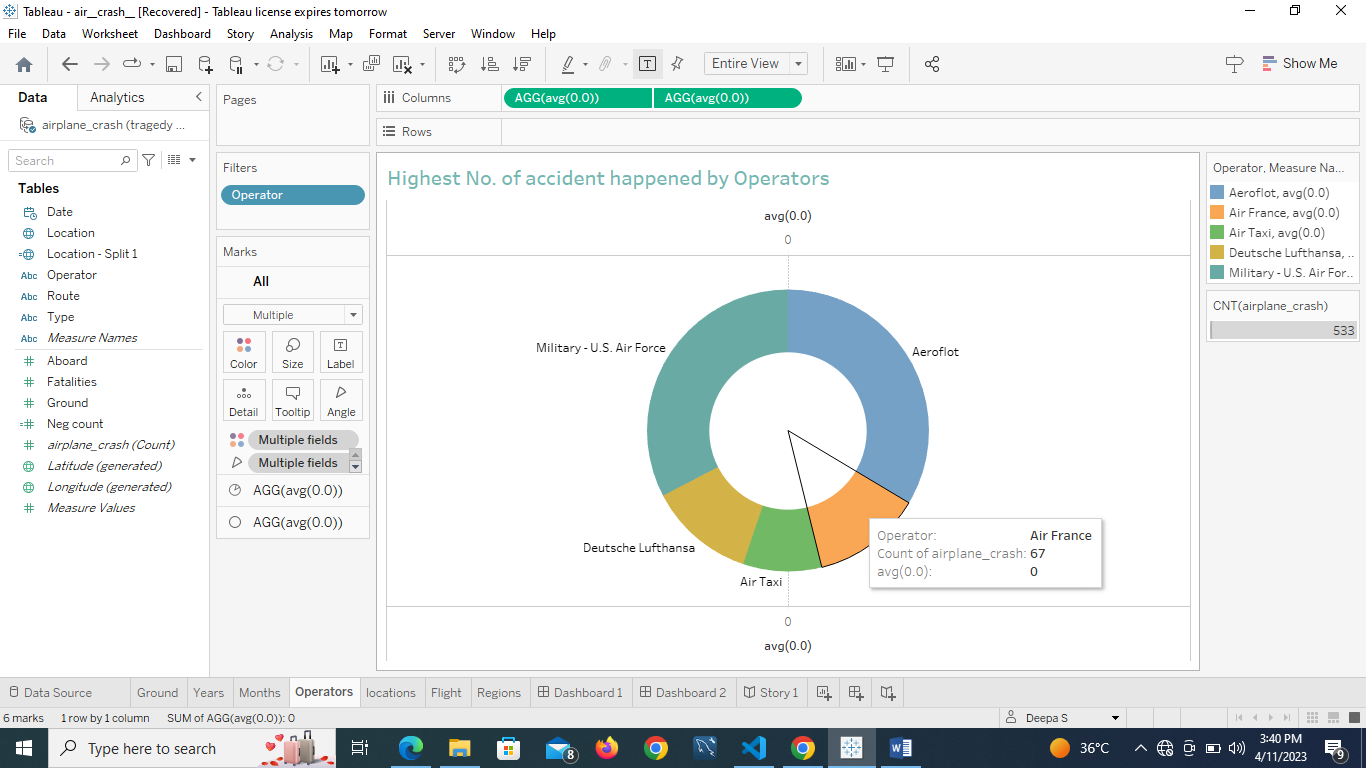 Tableau - air__crash__ [Recovered] - Tableau license expires tomorrow
File Data Worksheet Dashboard Story Analysis Map Format Server Window Help
Entire View
Show Me
Data Analytics
airplane_crash (tragedy ...
Search
Tables
Date
Location
Location - Split 1
Abc Operator
Abc Route
Abc Type
Abc Measure Names
Aboard
Fatalities
Ground
Neg count
airplane_crash (Count)
Latitude (generated)
Longitude (generated)
Measure Values
Pages
Filters
Operator
Marks
All
Multiple
Color Size Label
Detail Tooltip Angle
Multiple fields
Multiple fields
AGG(avg(0.0))
AGG(avg(0.0))
Columns AGG(avg(0.0)) AGG(avg(0.0))
Rows
Highest No. of accident happened by Operators
avg(0.0)
0
Military - U.S. Air Force
Aeroflot
Deutsche Lufthansa
Air Taxi
Operator: Air France
Count of airplane_crash: 67
avg(0.0): 0
0
avg(0.0)
Operator, Measure Na...
Aeroflot, avg(0.0)
Air France, avg(0.0)
Air Taxi, avg(0.0)
Deutsche Lufthansa, ..
Military - U.S. Air For..
CNT(airplane_crash)
533
Data Source Ground Years Months Operators locations Flight Regions Dashboard 1 Dashboard 2 Story 1
6 marks 1 row by 1 column SUM of AGG(avg(0.0)): 0 Deepa S
Type here to search
8
36°C
3:40 PM
4/11/2023
9